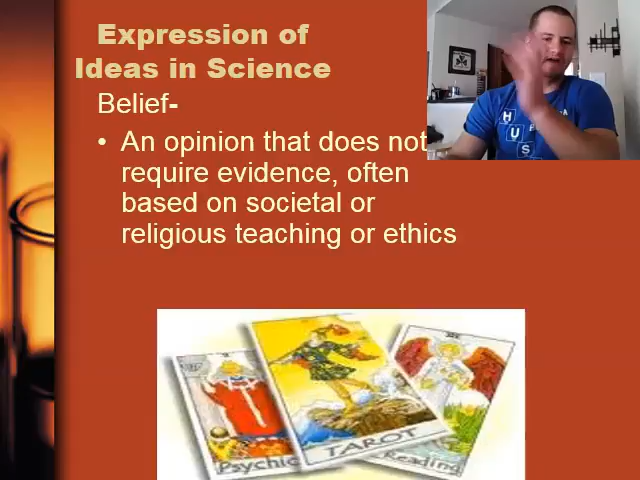 Expression of
Ideas in Science
Belief-
• An opinion that does not
require evidence, often
based on societal or
religious teaching or ethics
H
U
S
Psychic
TAROT
Reading